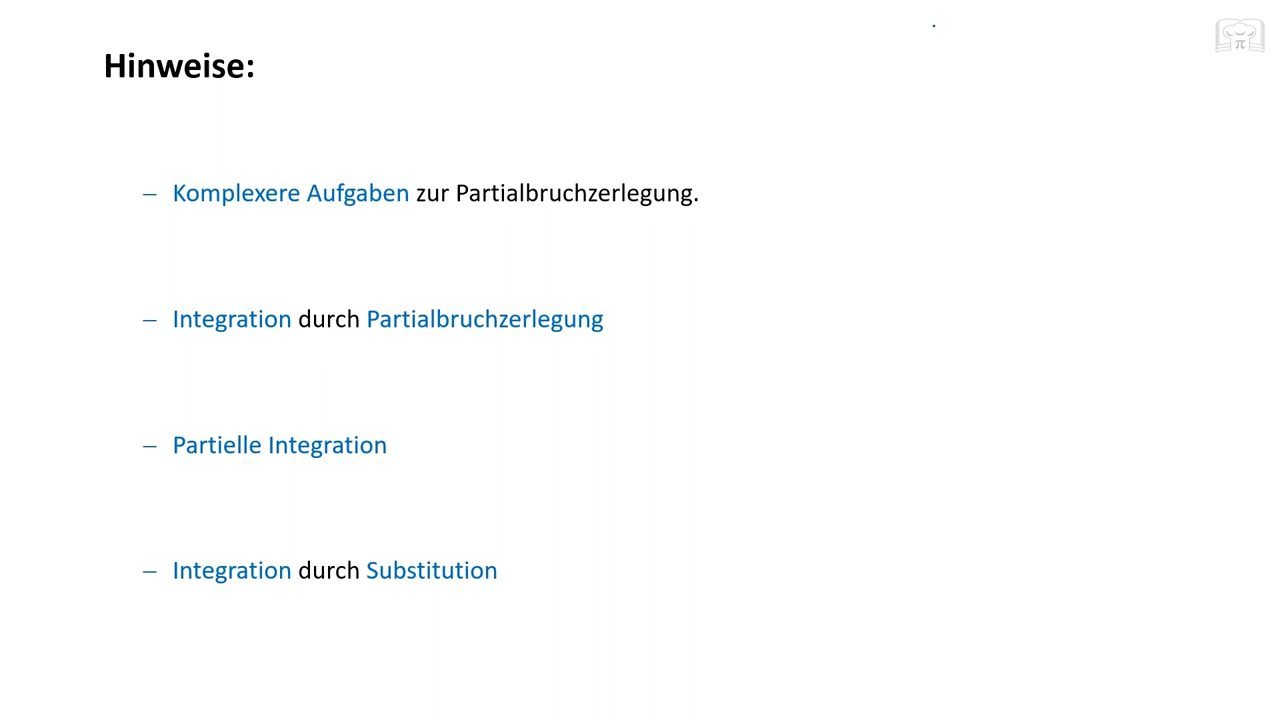 Hinweise:
– Komplexere Aufgaben zur Partialbruchzerlegung.
– Integration durch Partialbruchzerlegung
– Partielle Integration
– Integration durch Substitution
π